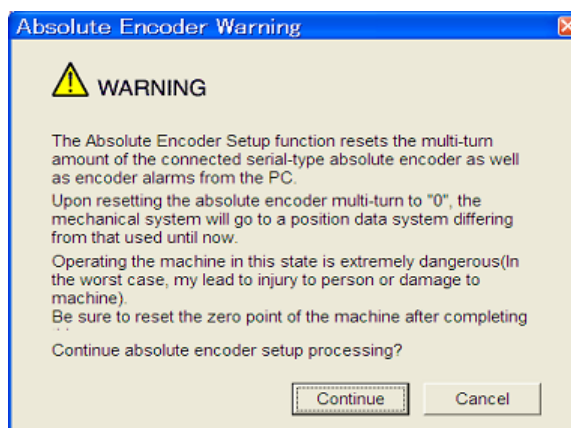 Absolute Encoder Warning
WARNING
The Absolute Encoder Setup function resets the multi-turn
amount of the connected serial-type absolute encoder as well
as encoder alarms from the PC.
Upon resetting the absolute encoder multi-turn to "0", the
mechanical system will go to a position data system differing
from that used until now.
Operating the machine in this state is extremely dangerous(In
the worst case, my lead to injury to person or damage to
machine).
Be sure to reset the zero point of the machine after completing
Continue absolute encoder setup processing?
Continue
Cancel